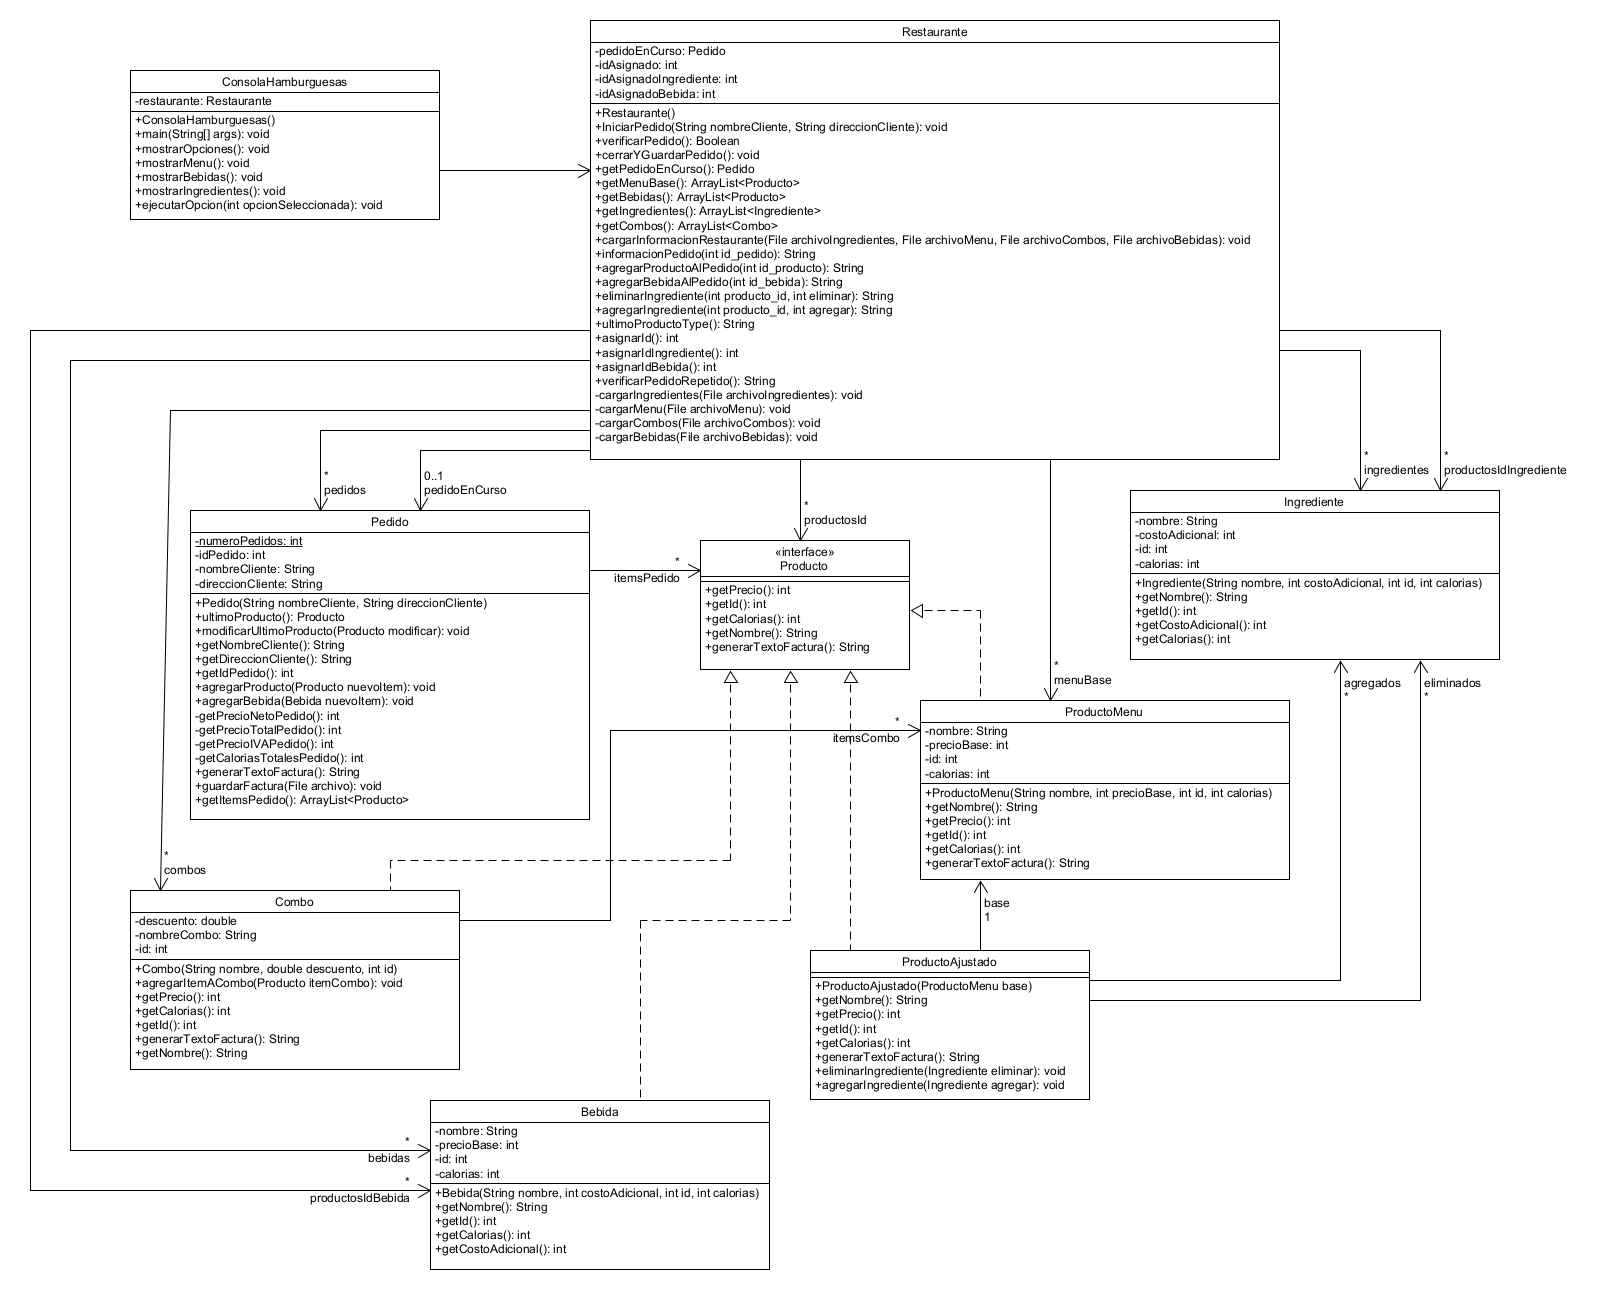 Restaurante
-pedidoEnCurso: Pedido
-idAsignado: int
-idAsignadoIngrediente: int
-idAsignadoBebida: int
+Restaurante()
+IniciarPedido(String nombreCliente, String direccionCliente): void
+verificarPedido(): Boolean
+cerrarYGuardarPedido(): void
+getPedidoEnCurso(): Pedido
+getMenuBase(): ArrayList<Producto>
+getBebidas(): ArrayList<Producto>
+getIngredientes(): ArrayList<Ingrediente>
+getCombos(): ArrayList<Combo>
+cargarInformacionRestaurante(File archivoIngredientes, File archivoMenu, File archivoCombos, File archivoBebidas): void
+informacionPedido(int id_pedido): String
+agregarProductoAlPedido(int id_producto): String
+agregarBebidaAlPedido(int id_bebida): String
+eliminarIngrediente(int producto_id, int eliminar): String
+agregarIngrediente(int producto_id, int agregar): String
+ultimoProductoType(): String
+asignarId(): int
+asignarIdIngrediente(): int
+asignarIdBebida(): int
+verificarPedidoRepetido(): String
-cargarIngredientes(File archivoIngredientes): void
-cargarMenu(File archivoMenu): void
-cargarCombos(File archivoCombos): void
-cargarBebidas(File archivoBebidas): void
ConsolaHamburguesas
-restaurante: Restaurante
+ConsolaHamburguesas()
+main(String[] args): void
+mostrarOpciones(): void
+mostrarMenu(): void
+mostrarBebidas(): void
+mostrarIngredientes(): void
+ejecutarOpcion(int opcionSeleccionada): void
*
pedidos
0..1
pedidoEnCurso
*
productosId
*
menuBase
*
ingredientes
*
productosIdIngrediente
Pedido
-numeroPedidos: int
-idPedido: int
-nombreCliente: String
-direccionCliente: String
+Pedido(String nombreCliente, String direccionCliente)
+ultimoProducto(): Producto
+modificarUltimoProducto(Producto modificar): void
+getNombreCliente(): String
+getDireccionCliente(): String
+getIdPedido(): int
+agregarProducto(Producto nuevoItem): void
+agregarBebida(Bebida nuevoItem): void
-getPrecioNetoPedido(): int
-getPrecioTotalPedido(): int
-getPrecioIVAPedido(): int
-getCaloriasTotalesPedido(): int
+generarTextoFactura(): String
+guardarFactura(File archivo): void
+getItemsPedido(): ArrayList<Producto>
*
itemsPedido
«interface»
Producto
+getPrecio(): int
+getId(): int
+getCalorias(): int
+getNombre(): String
+generarTextoFactura(): String
Ingrediente
-nombre: String
-costoAdicional: int
-id: int
-calorias: int
+Ingrediente(String nombre, int costoAdicional, int id, int calorias)
+getNombre(): String
+getId(): int
+getCostoAdicional(): int
+getCalorias(): int
agregados
*
eliminados
*
*
itemsCombo
ProductoMenu
-nombre: String
-precioBase: int
-id: int
-calorias: int
+ProductoMenu(String nombre, int precioBase, int id, int calorias)
+getNombre(): String
+getPrecio(): int
+getId(): int
+getCalorias(): int
+generarTextoFactura(): String
*
combos
base
1
Combo
-descuento: double
-nombreCombo: String
-id: int
+Combo(String nombre, double descuento, int id)
+agregarItemACombo(Producto itemCombo): void
+getPrecio(): int
+getCalorias(): int
+getId(): int
+generarTextoFactura(): String
+getNombre(): String
ProductoAjustado
+ProductoAjustado(ProductoMenu base)
+getNombre(): String
+getPrecio(): int
+getId(): int
+getCalorias(): int
+generarTextoFactura(): String
+eliminarIngrediente(Ingrediente eliminar): void
+agregarIngrediente(Ingrediente agregar): void
*
bebidas
*
productosIdBebida
Bebida
-nombre: String
-precioBase: int
-id: int
-calorias: int
+Bebida(String nombre, int costoAdicional, int id, int calorias)
+getNombre(): String
+getId(): int
+getCalorias(): int
+getCostoAdicional(): int